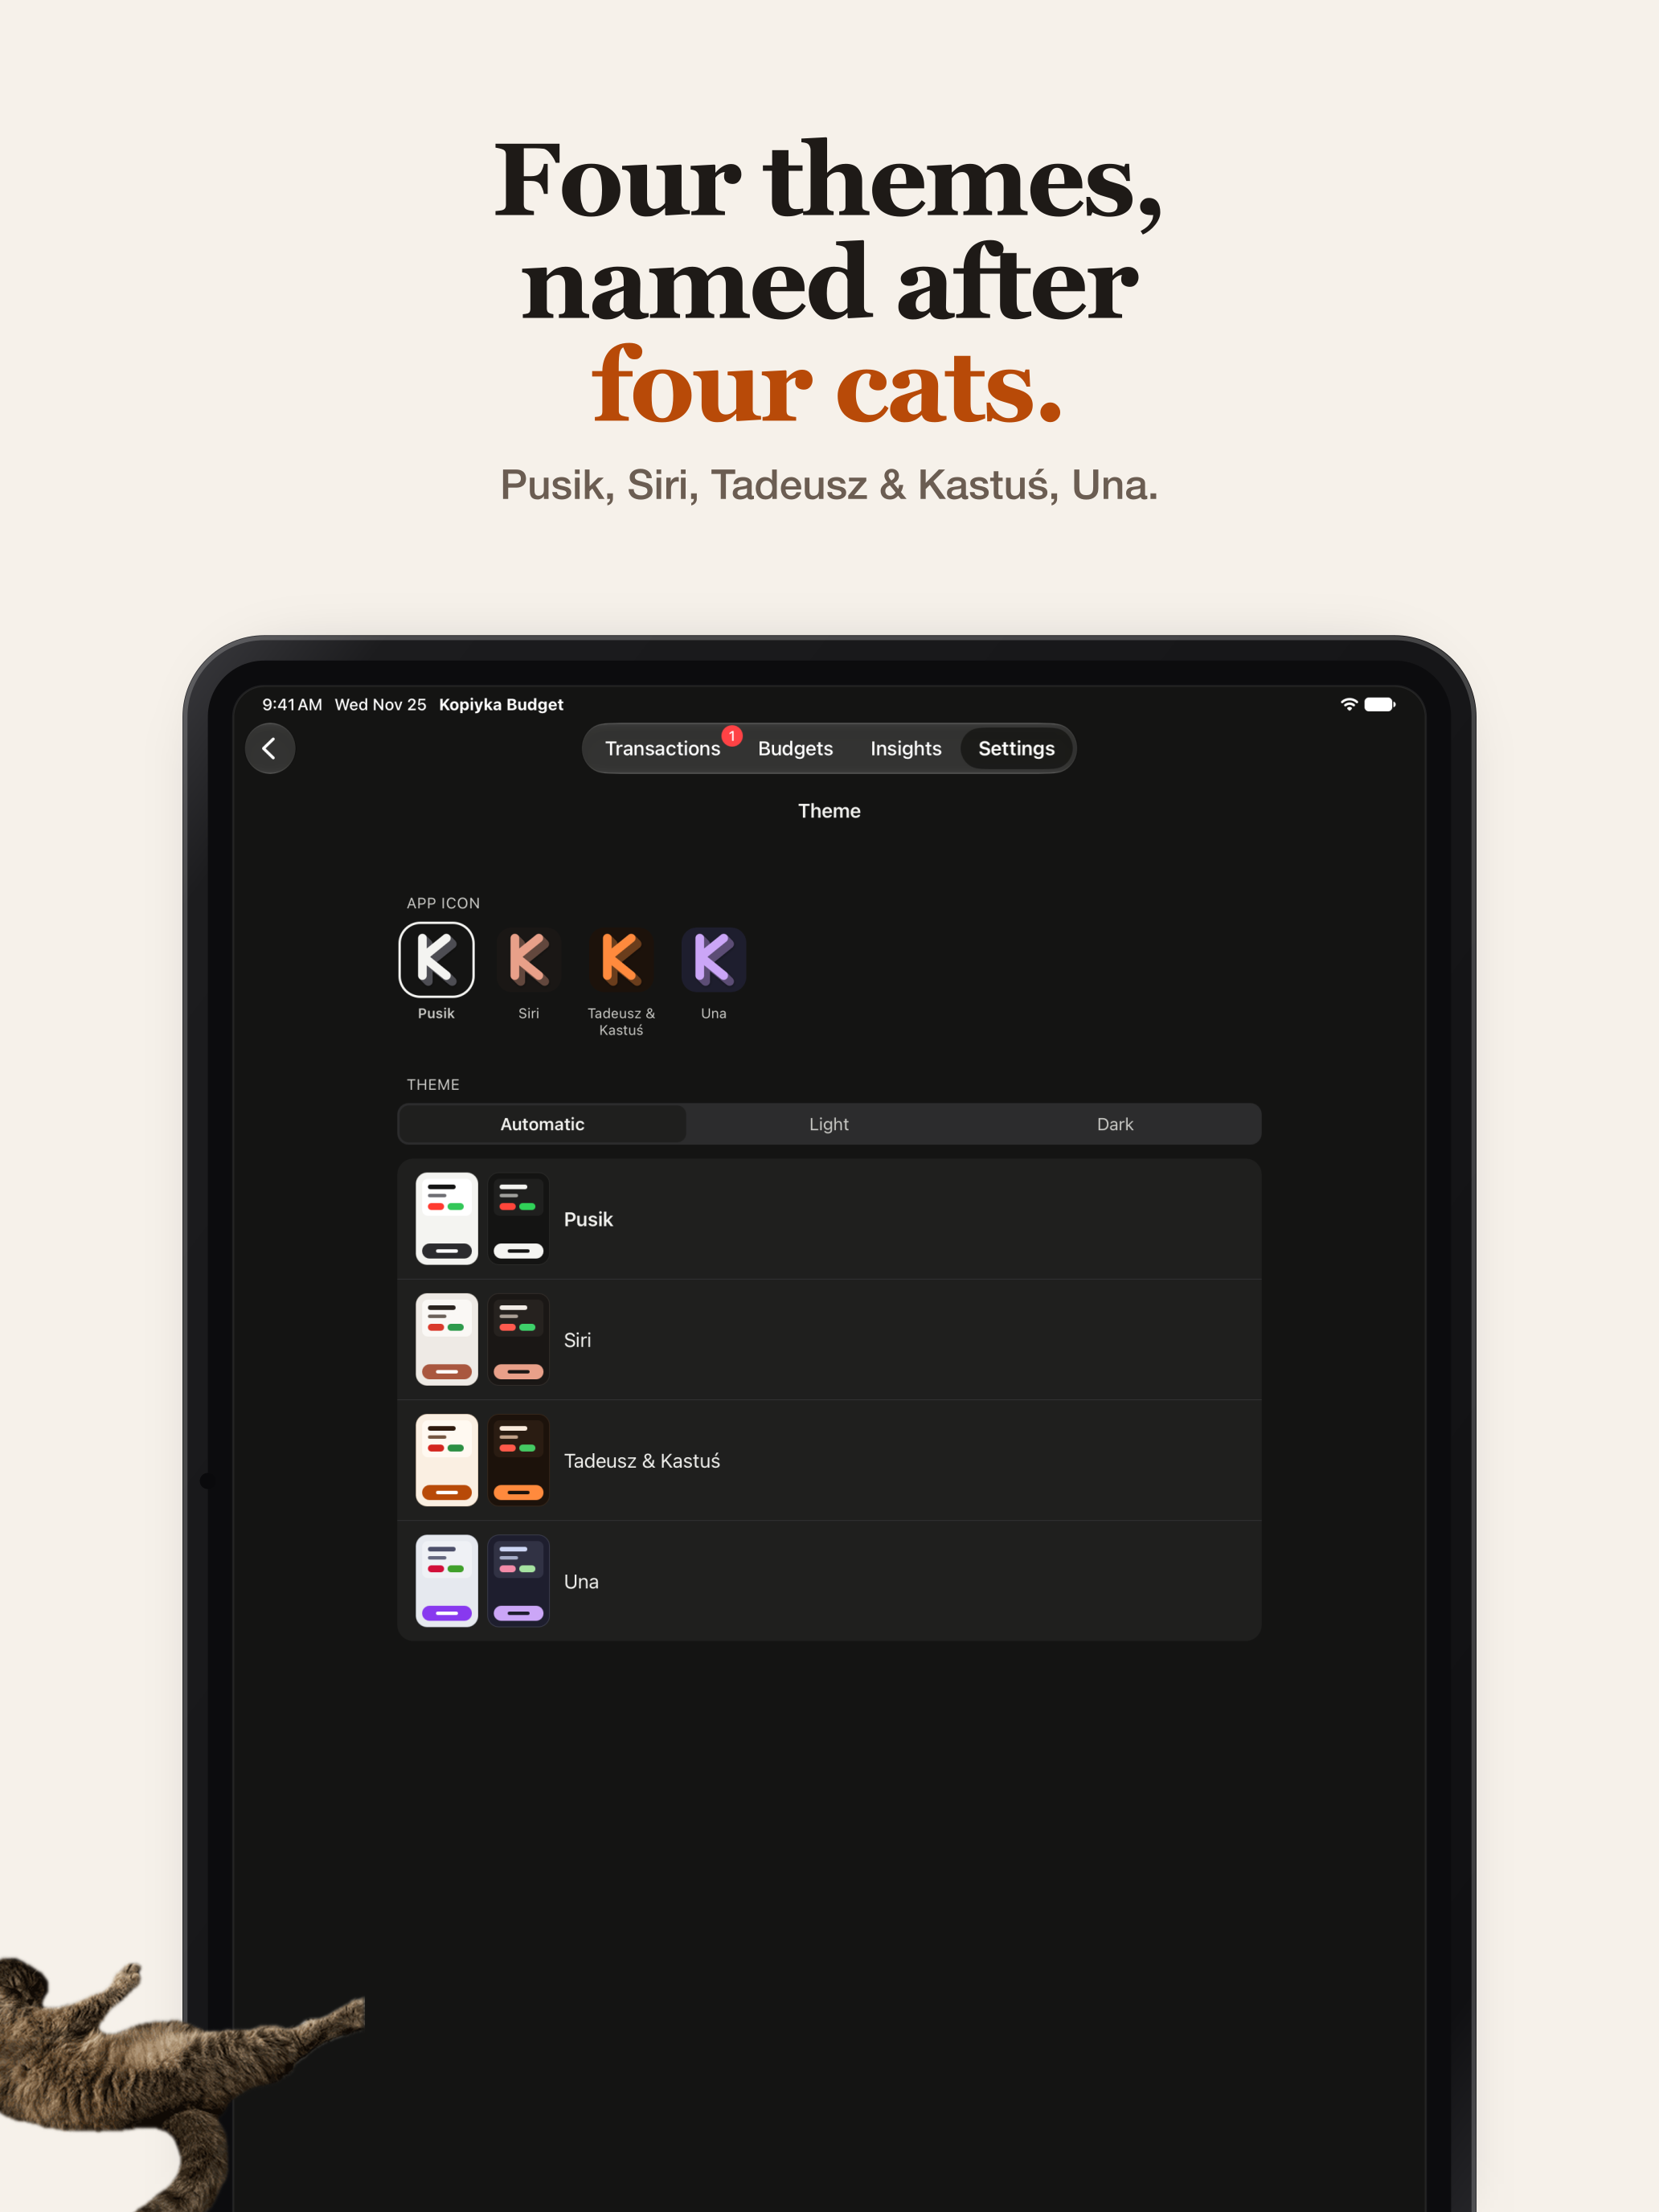 Four themes,
named after
four cats.
Pusik, Siri, Tadeusz & Kastuś, Una.
9:41 AM Wed Nov 25 Kopiyka Budget
Transactions 1 Budgets Insights Settings
Theme
APP ICON
K K K K
Pusik Siri Tadeusz & Una
Kastuś
THEME
Automatic Light Dark
Pusik
Siri
Tadeusz & Kastuś
Una